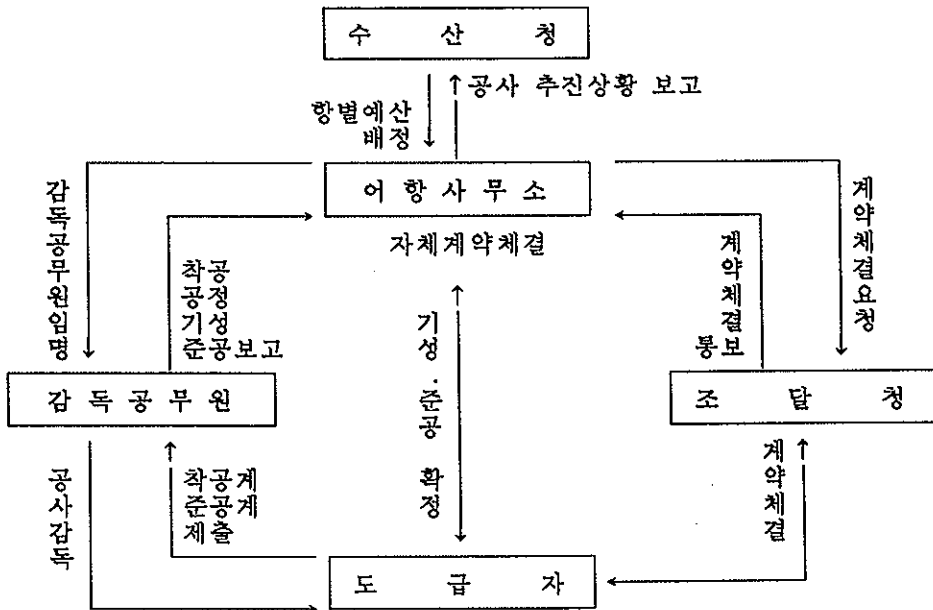 수 산 청
공사 추진상황 보고
항별예산
배정
어 항 사 무 소
자체계약체결
감독공무원임명
착공
공정
기성
준공보고
기성·준공 확정
계약체결
통보
계약체결요청
감 독 공 무 원
조 달 청
공사감독
착공계
준공계
제출
계약체결
도 급 자